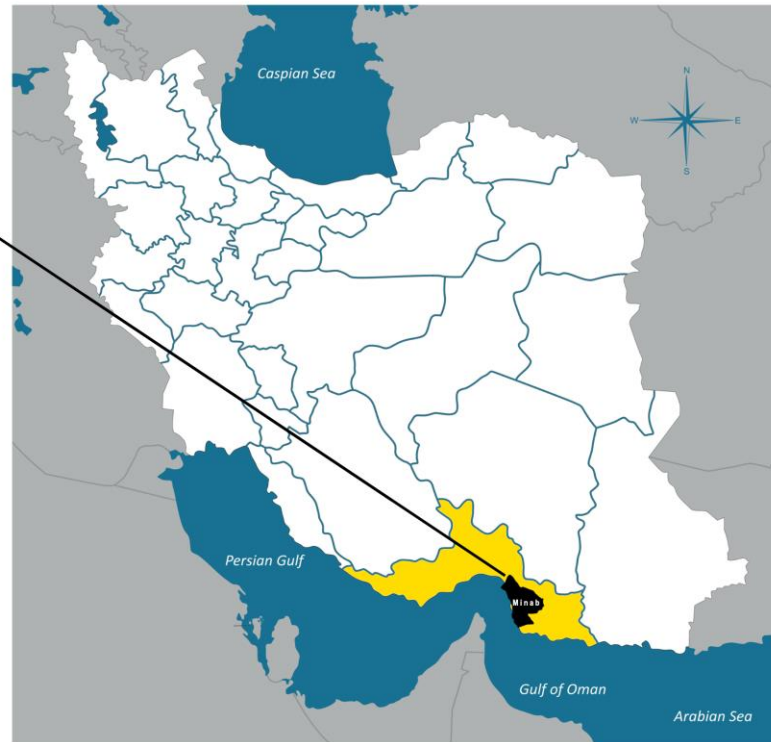 Caspian Sea
N
W
E
S
Persian Gulf
Minab
Gulf of Oman
Arabian Sea